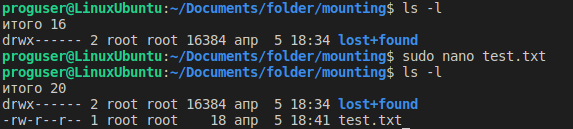 proguser@LinuxUbuntu:~/Documents/folder/mounting$ ls -l
итого 16
drwx------ 2 root root 16384 апр  5 18:34 lost+found
proguser@LinuxUbuntu:~/Documents/folder/mounting$ sudo nano test.txt
proguser@LinuxUbuntu:~/Documents/folder/mounting$ ls -l
итого 20
drwx------ 2 root root 16384 апр  5 18:34 lost+found
-rw-r--r-- 1 root root    18 апр  5 18:41 test.txt